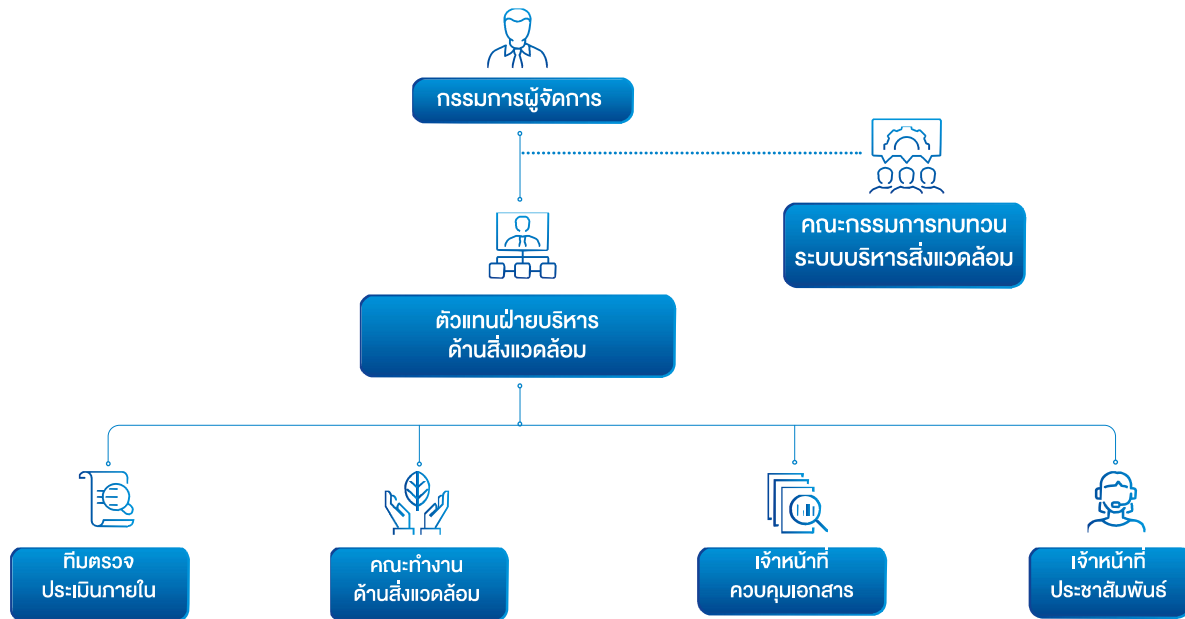 กรรมการผู้จัดการ
คณะกรรมการทบทวน
ระบบบริหารสิ่งแวดล้อม
ตัวแทนฝ่ายบริหาร
ด้านสิ่งแวดล้อม
ทีมตรวจ
ประเมินภายใน
คณะทำงาน
ด้านสิ่งแวดล้อม
เจ้าหน้าที่
ควบคุมเอกสาร
เจ้าหน้าที่
ประชาสัมพันธ์